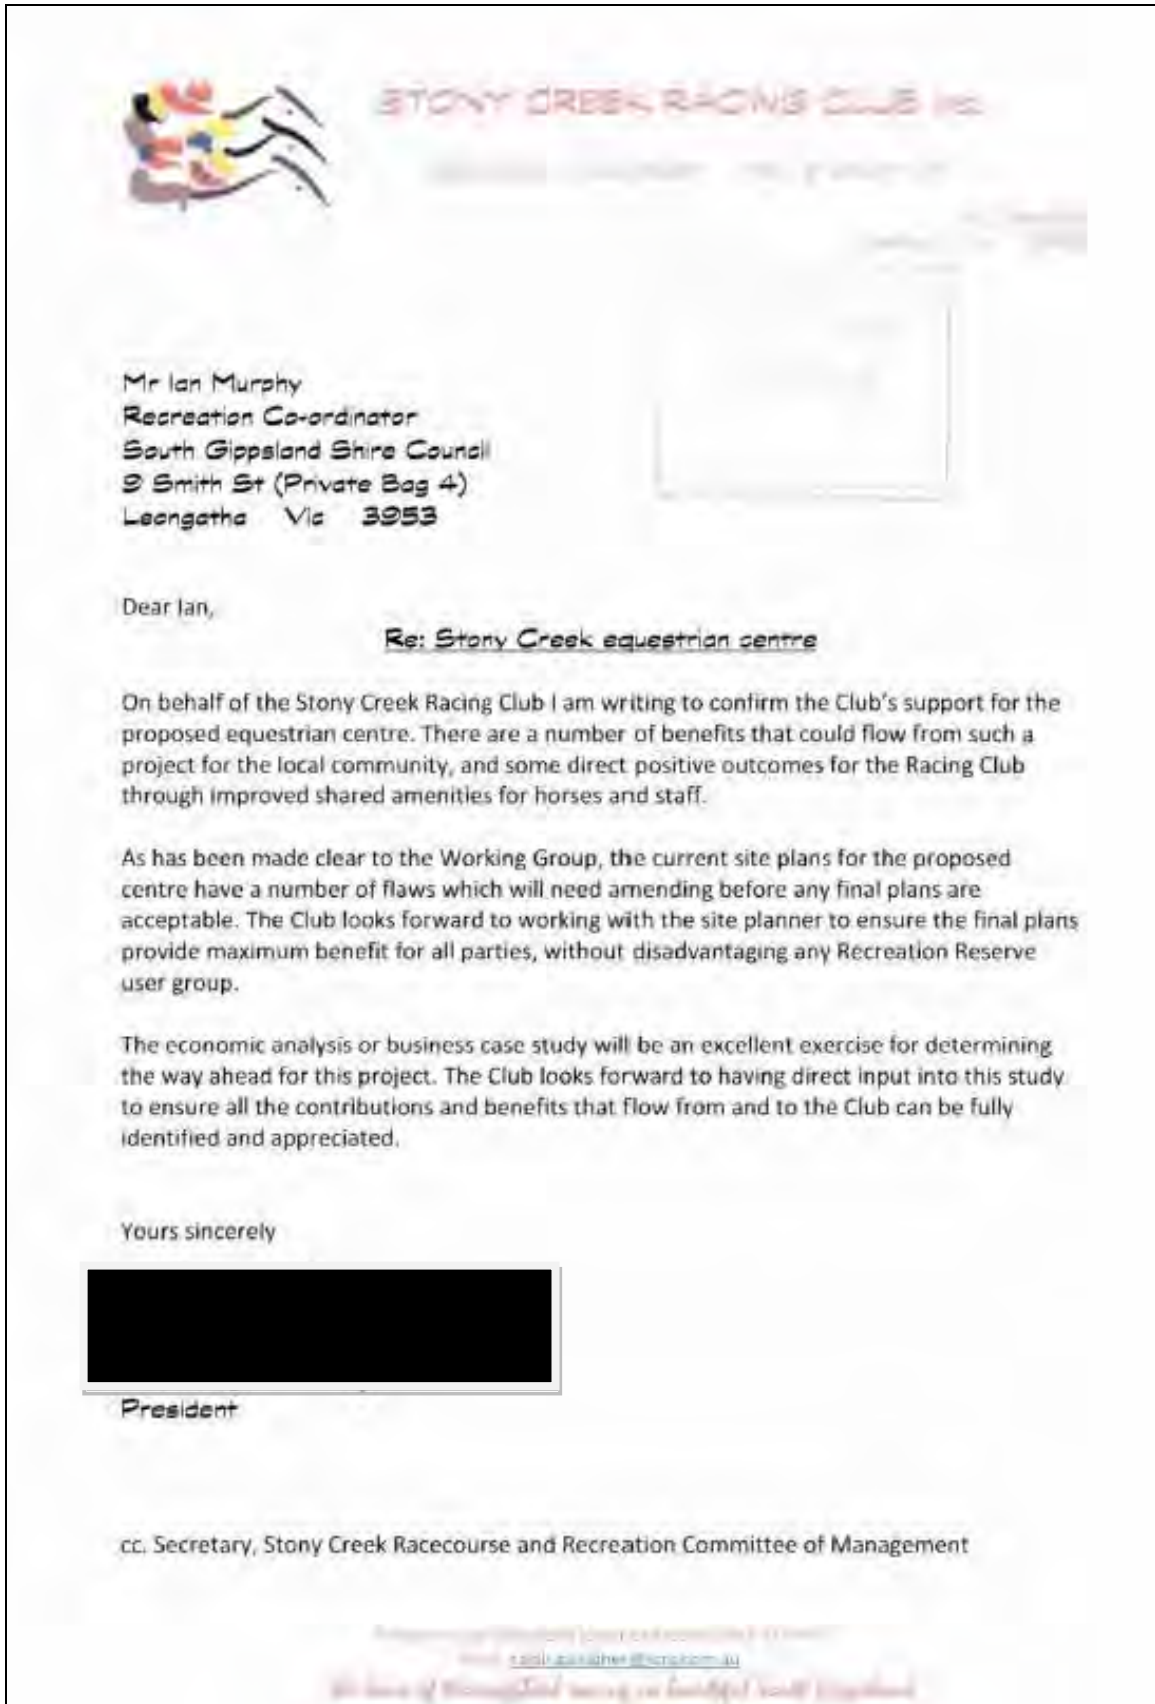 STONY CREEK RACING CLUB Inc.
Mr Ian Murphy
Recreation Co-ordinator
South Gippsland Shire Council
9 Smith St (Private Bag 4)
Leongatha Vic 3953
Dear Ian,
Re: Stony Creek equestrian centre
On behalf of the Stony Creek Racing Club I am writing to confirm the Club's support for the
proposed equestrian centre. There are a number of benefits that could flow from such a
project for the local community, and some direct positive outcomes for the Racing Club
through improved shared amenities for horses and staff.
As has been made clear to the Working Group, the current site plans for the proposed
centre have a number of flaws which will need amending before any final plans are
acceptable. The Club looks forward to working with the site planner to ensure the final plans
provide maximum benefit for all parties, without disadvantaging any Recreation Reserve
user group.
The economic analysis or business case study will be an excellent exercise for determining
the way ahead for this project. The Club looks forward to having direct input into this study
to ensure all the contributions and benefits that flow from and to the Club can be fully
identified and appreciated.
Yours sincerely
President
cc. Secretary, Stony Creek Racecourse and Recreation Committee of Management